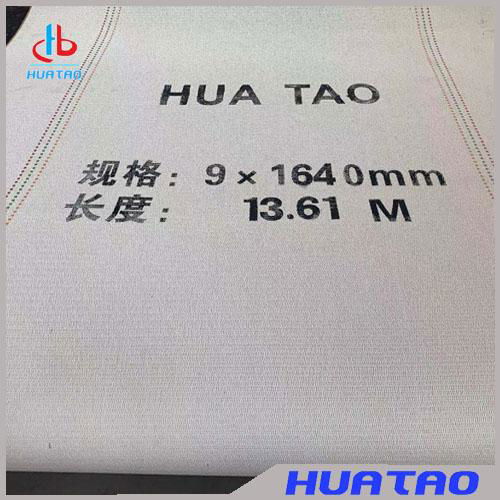 HUATAO
HUA TAO
规格: 9×1640mm
长度: 13.61 M
HUATAO